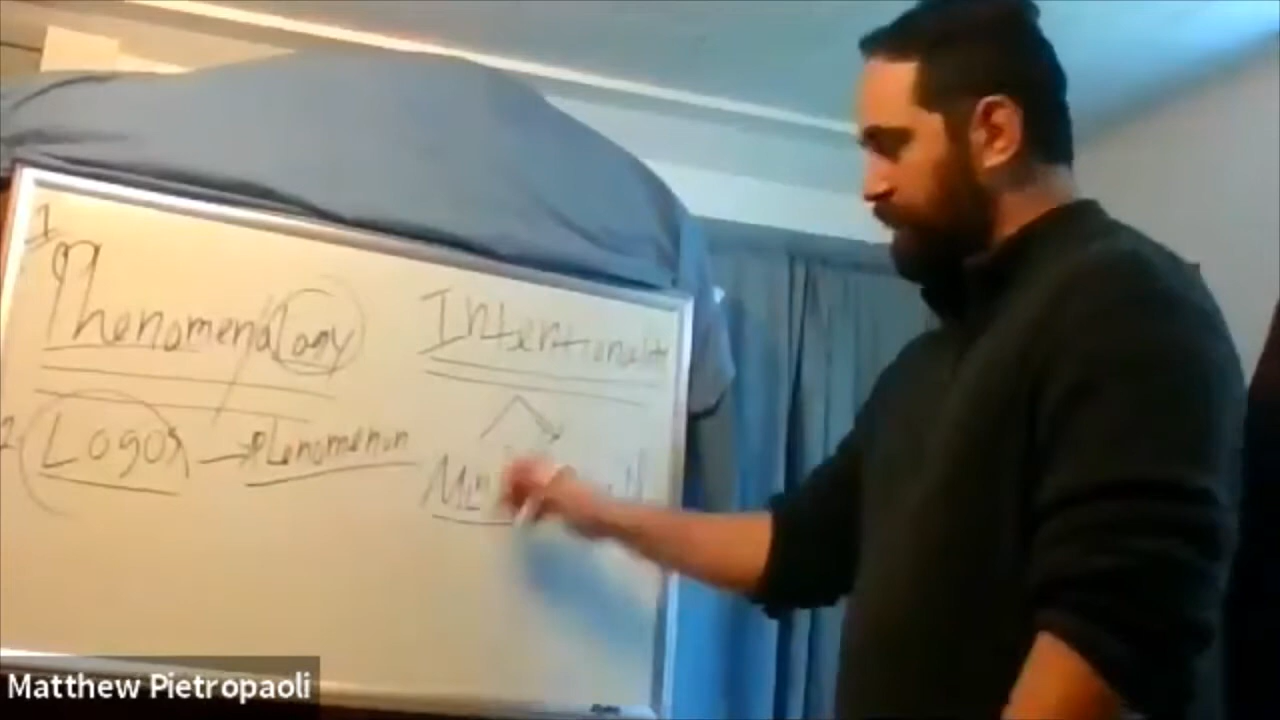 1
Phenomenology
2 Logos → Phenomenon
Intentionality
Matthew Pietropaoli